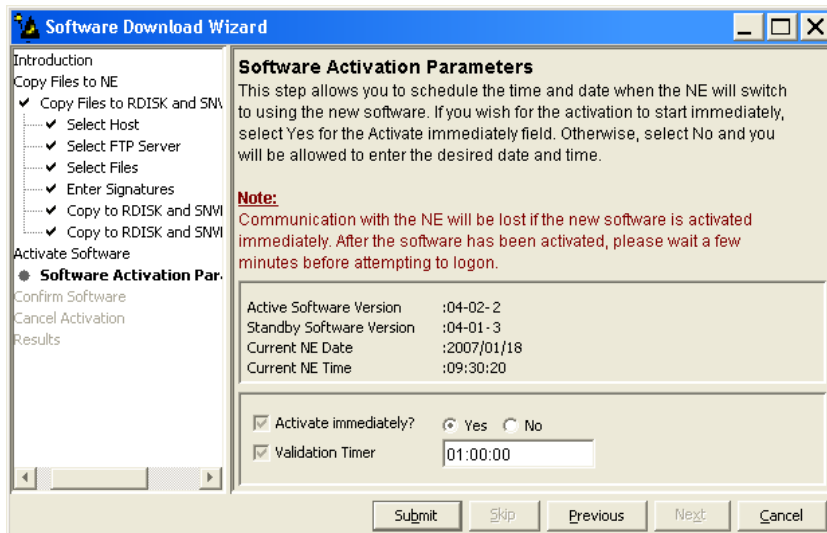 Software Download Wizard
Introduction
Copy Files to NE
Copy Files to RDISK and SNV
Select Host
Select FTP Server
Select Files
Enter Signatures
Copy to RDISK and SNV
Copy to RDISK and SNV
Activate Software
Software Activation Par
Confirm Software
Cancel Activation
Results
Software Activation Parameters
This step allows you to schedule the time and date when the NE will switch
to using the new software. If you wish for the activation to start immediately,
select Yes for the Activate immediately field. Otherwise, select No and you
will be allowed to enter the desired date and time.
Note:
Communication with the NE will be lost if the new software is activated
immediately. After the software has been activated, please wait a few
minutes before attempting to logon.
Active Software Version :04-02-2
Standby Software Version :04-01-3
Current NE Date :2007/01/18
Current NE Time :09:30:20
Activate immediately? Yes No
Validation Timer 01:00:00
Submit Skip Previous Next Cancel